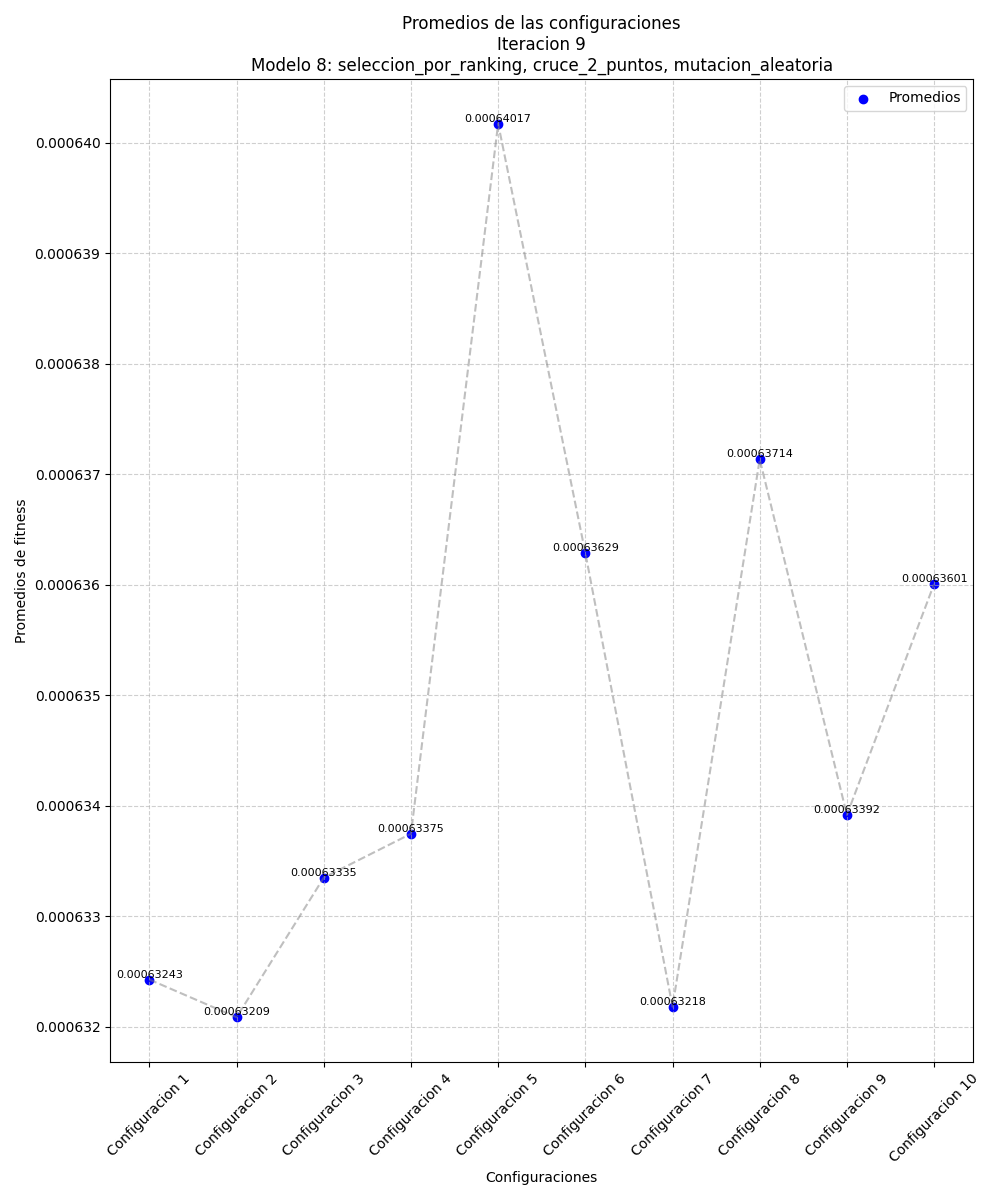 Promedios de las configuraciones
Iteracion 9
Modelo 8: seleccion_por_ranking, cruce_2_puntos, mutacion_aleatoria
Promedios
0.00064017
0.000640
0.000639
0.000638
0.00063714
0.000637
0.00063629
0.000636
0.00063601
0.000635
0.000634
0.00063392
0.00063375
0.00063335
0.000633
0.00063243
0.00063209
0.00063218
0.000632
Promedios de fitness
Configuracion 1
Configuracion 2
Configuracion 3
Configuracion 4
Configuracion 5
Configuracion 6
Configuracion 7
Configuracion 8
Configuracion 9
Configuracion 10
Configuraciones